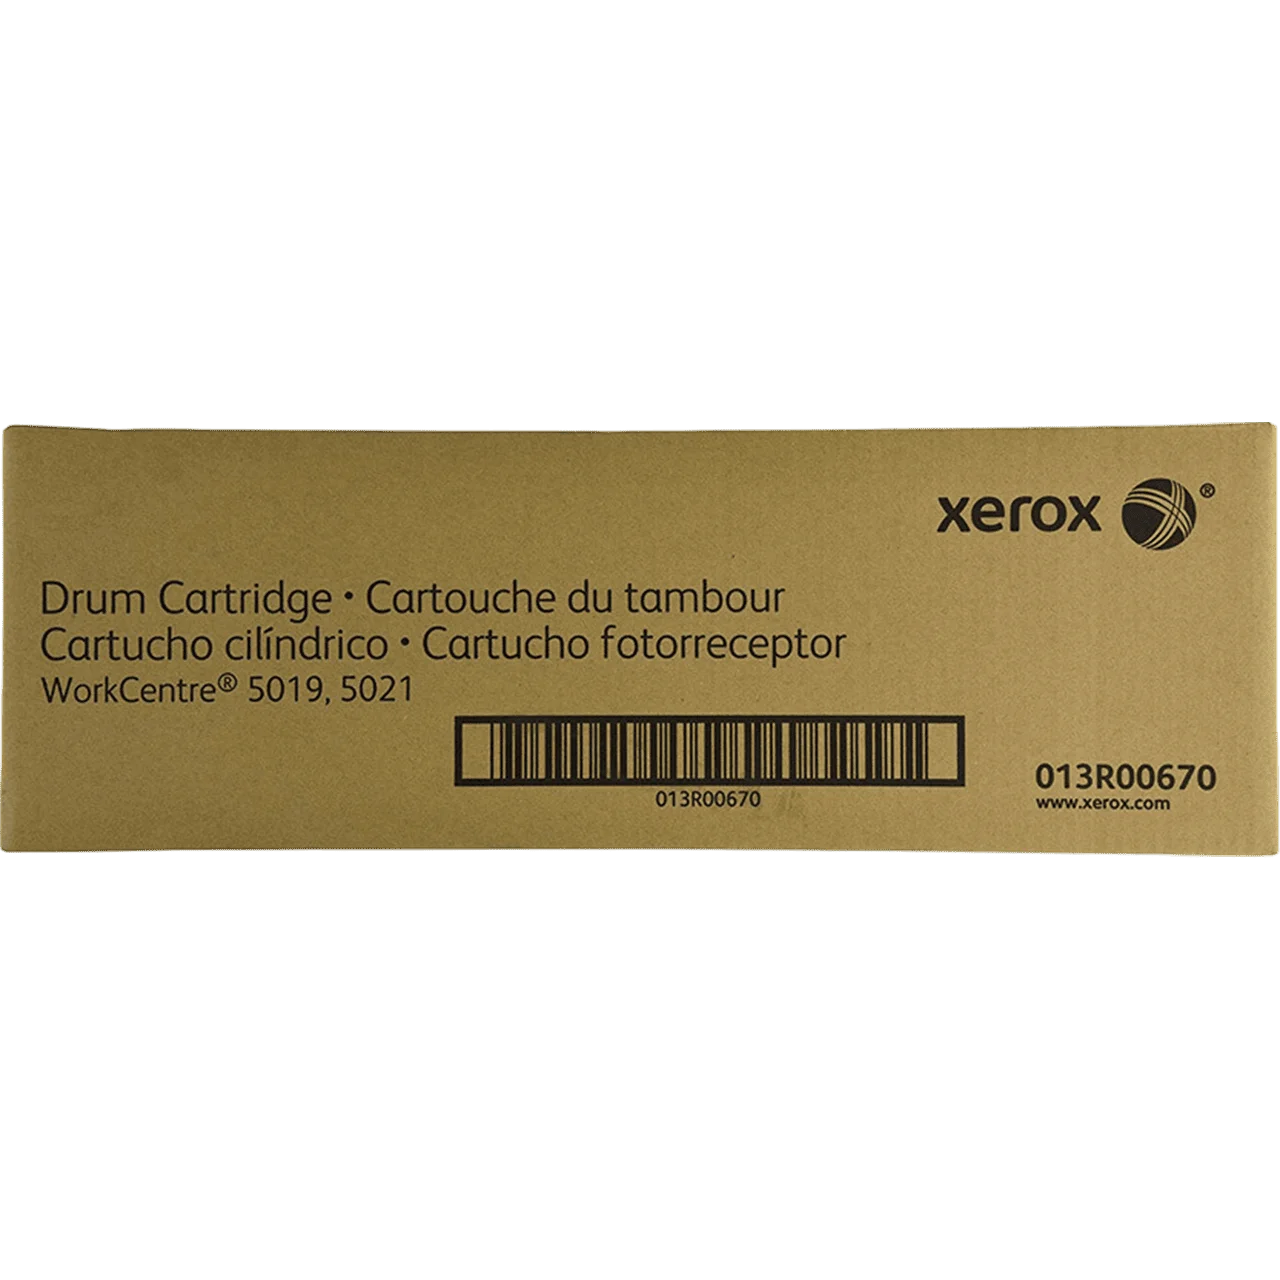 xerox ®
Drum Cartridge • Cartouche du tambour
Cartucho cilíndrico • Cartucho fotorreceptor
WorkCentre® 5019, 5021
013R00670
013R00670
www.xerox.com